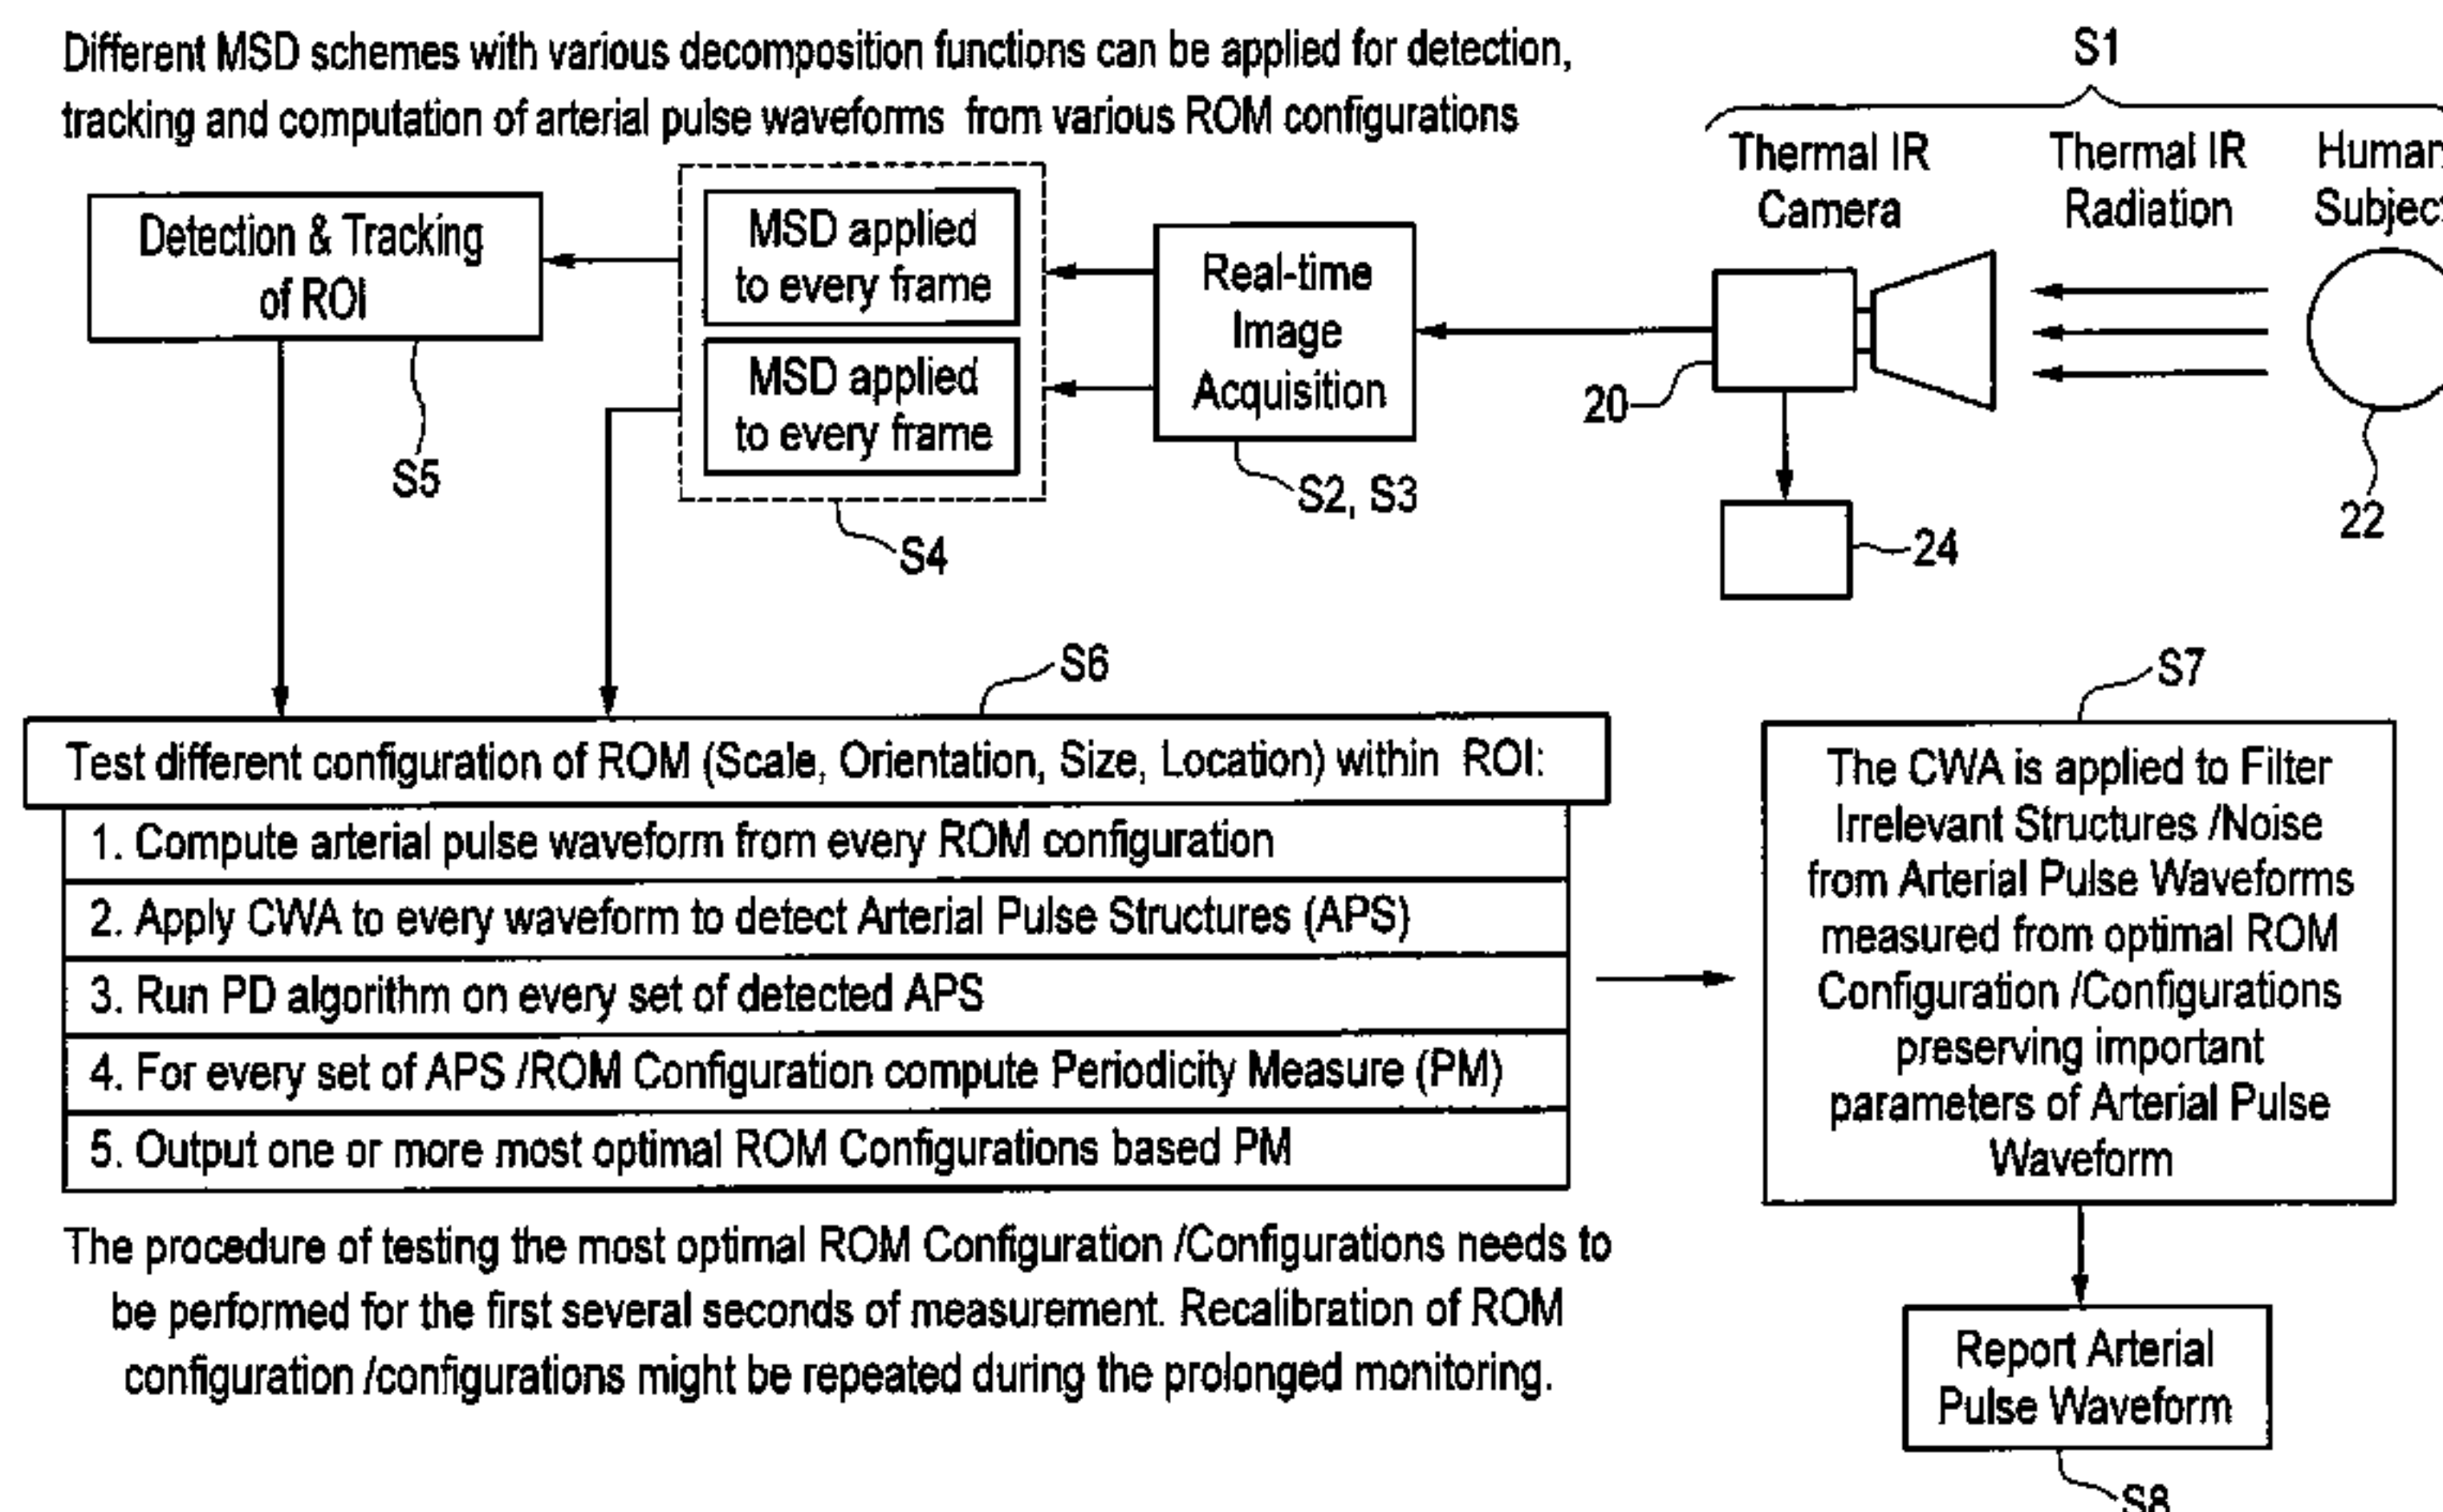 Different MSD schemes with various decomposition functions can be applied for detection,
tracking and computation of arterial pulse waveforms from various ROM configurations
S1
Thermal IR
Camera
Thermal IR
Radiation
Human
Subject
Detection & Tracking
of ROI
MSD applied
to every frame
MSD applied
to every frame
Real-time
Image
Acquisition
20
22
24
S5
S4
S2, S3
S6
S7
Test different configuration of ROM (Scale, Orientation, Size, Location) within ROI:
1. Compute arterial pulse waveform from every ROM configuration
2. Apply CWA to every waveform to detect Arterial Pulse Structures (APS)
3. Run PD algorithm on every set of detected APS
4. For every set of APS /ROM Configuration compute Periodicity Measure (PM)
5. Output one or more most optimal ROM Configurations based PM
The CWA is applied to Filter
Irrelevant Structures /Noise
from Arterial Pulse Waveforms
measured from optimal ROM
Configuration /Configurations
preserving important
parameters of Arterial Pulse
Waveform
The procedure of testing the most optimal ROM Configuration /Configurations needs to
be performed for the first several seconds of measurement. Recalibration of ROM
configuration /configurations might be repeated during the prolonged monitoring.
Report Arterial
Pulse Waveform
S8